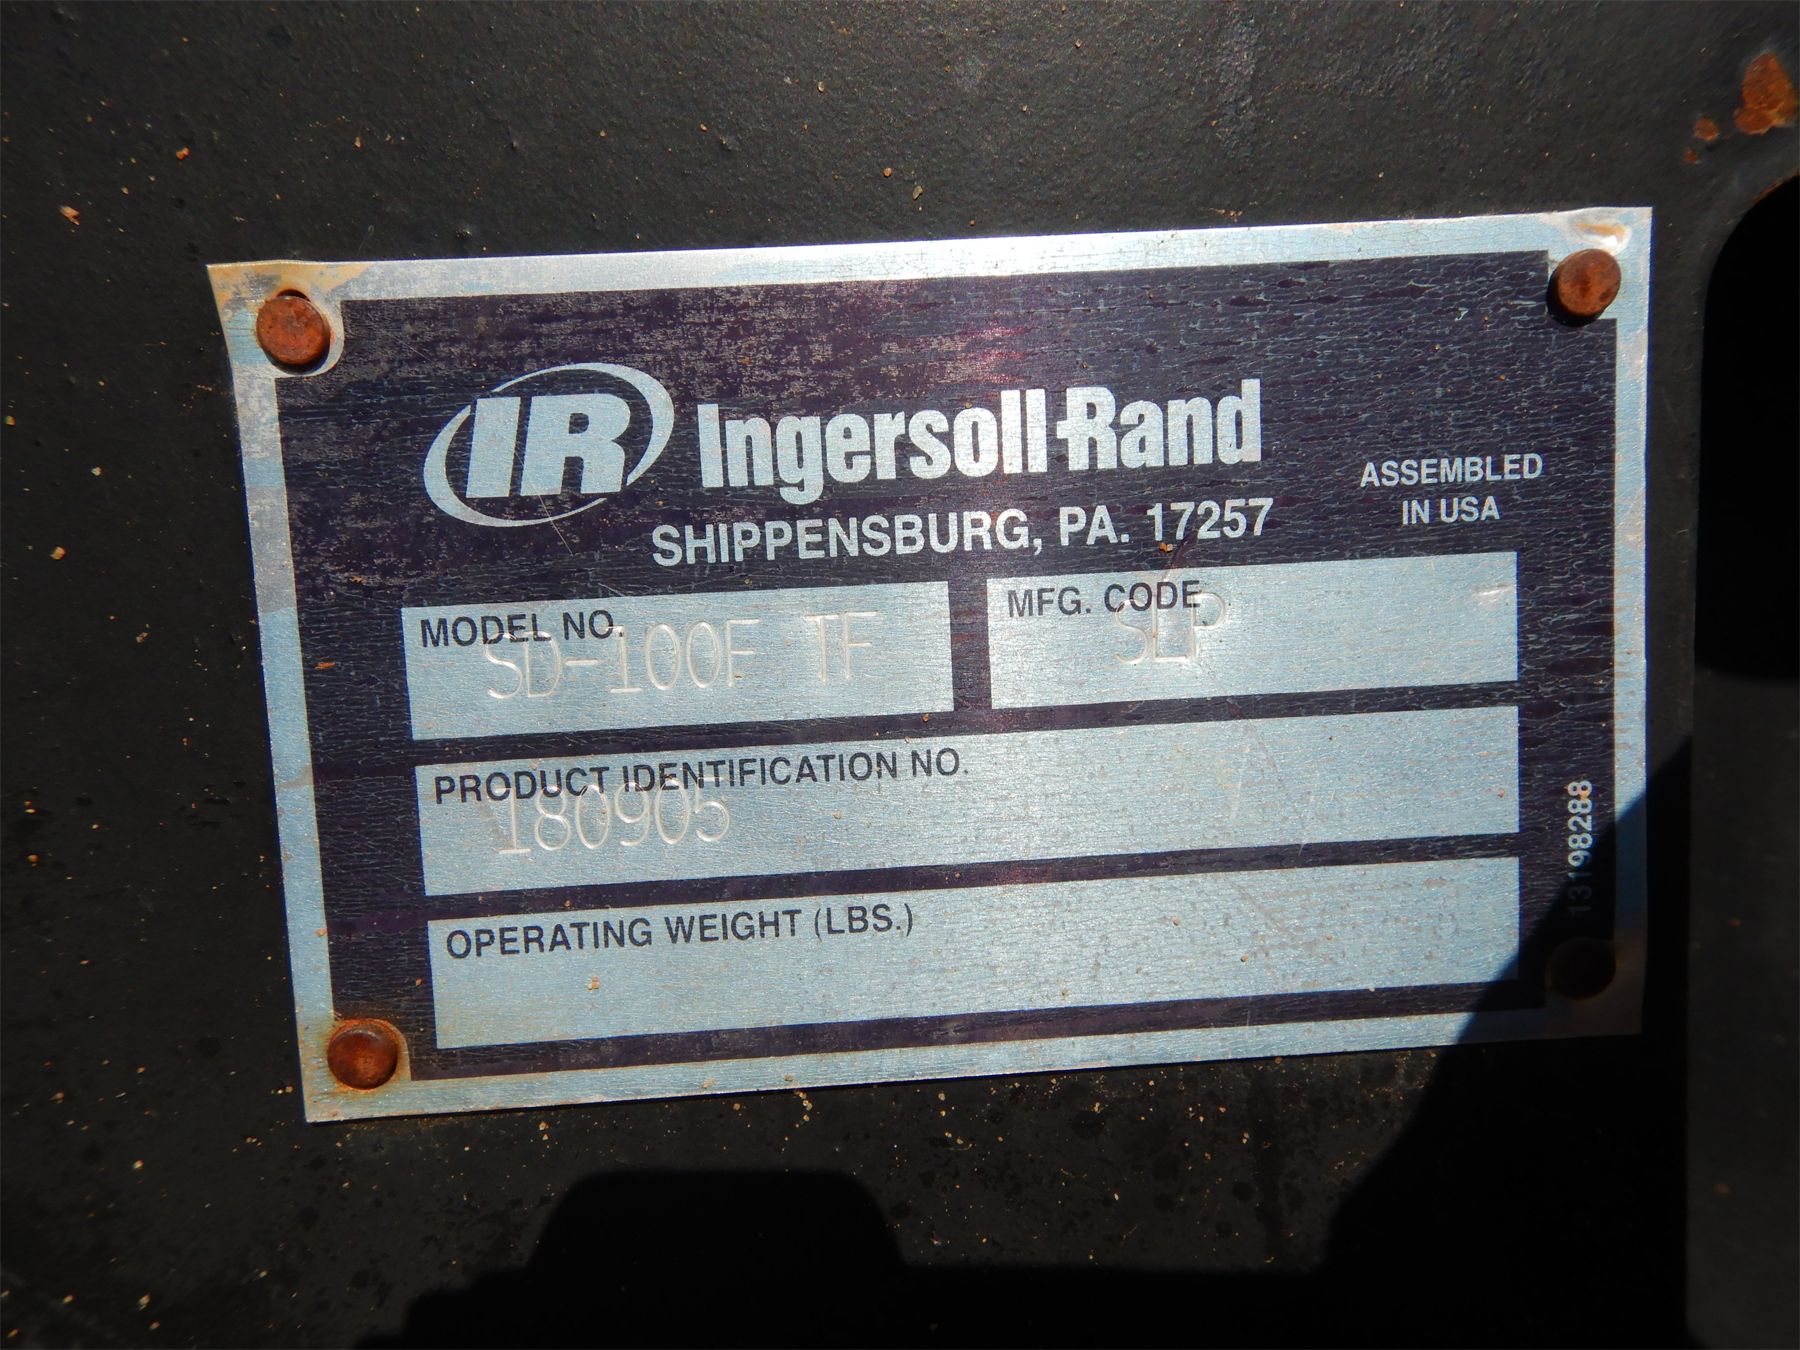 IR Ingersoll-Rand
SHIPPENSBURG, PA. 17257
ASSEMBLED
IN USA
MODEL NO.
SD-100F TF
MFG. CODE
SLP
PRODUCT IDENTIFICATION NO.
180905
OPERATING WEIGHT (LBS.)
13198288